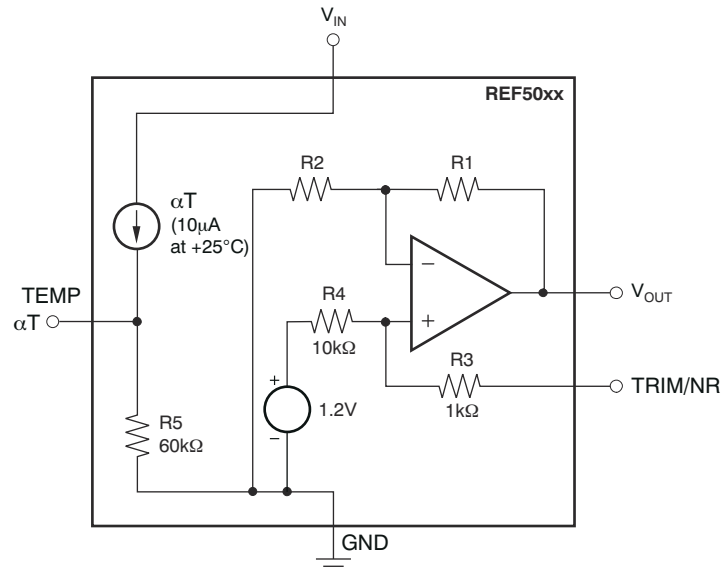 V_IN
REF50xx
R2
R1
αT
(10μA
at +25°C)
−
TEMP
αT
R4
10kΩ
+
V_OUT
R3
1kΩ
TRIM/NR
+
1.2V
−
R5
60kΩ
GND